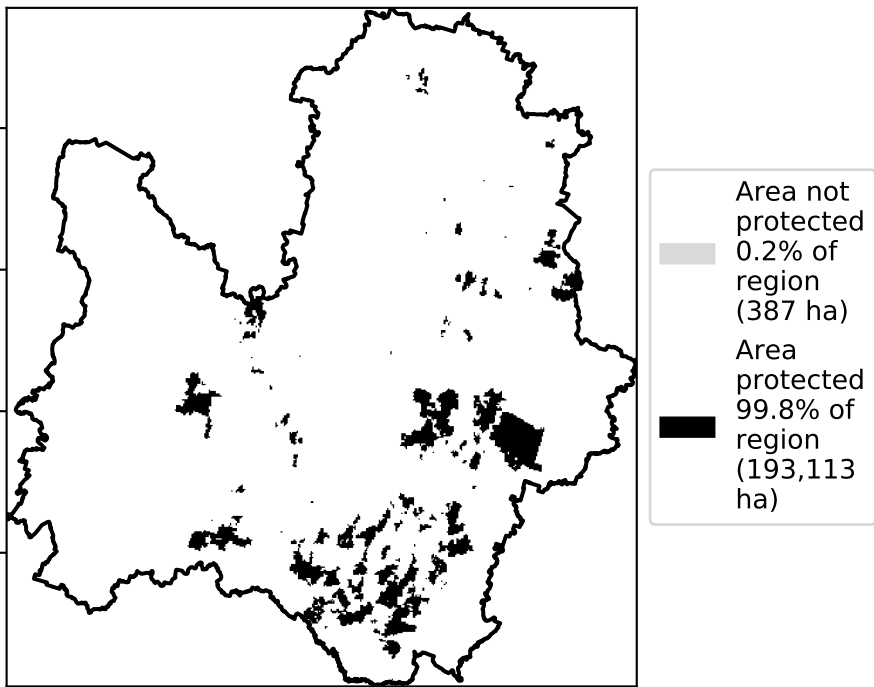 Area not
protected
0.2% of
region
(387 ha)
Area
protected
99.8% of
region
(193,113
ha)